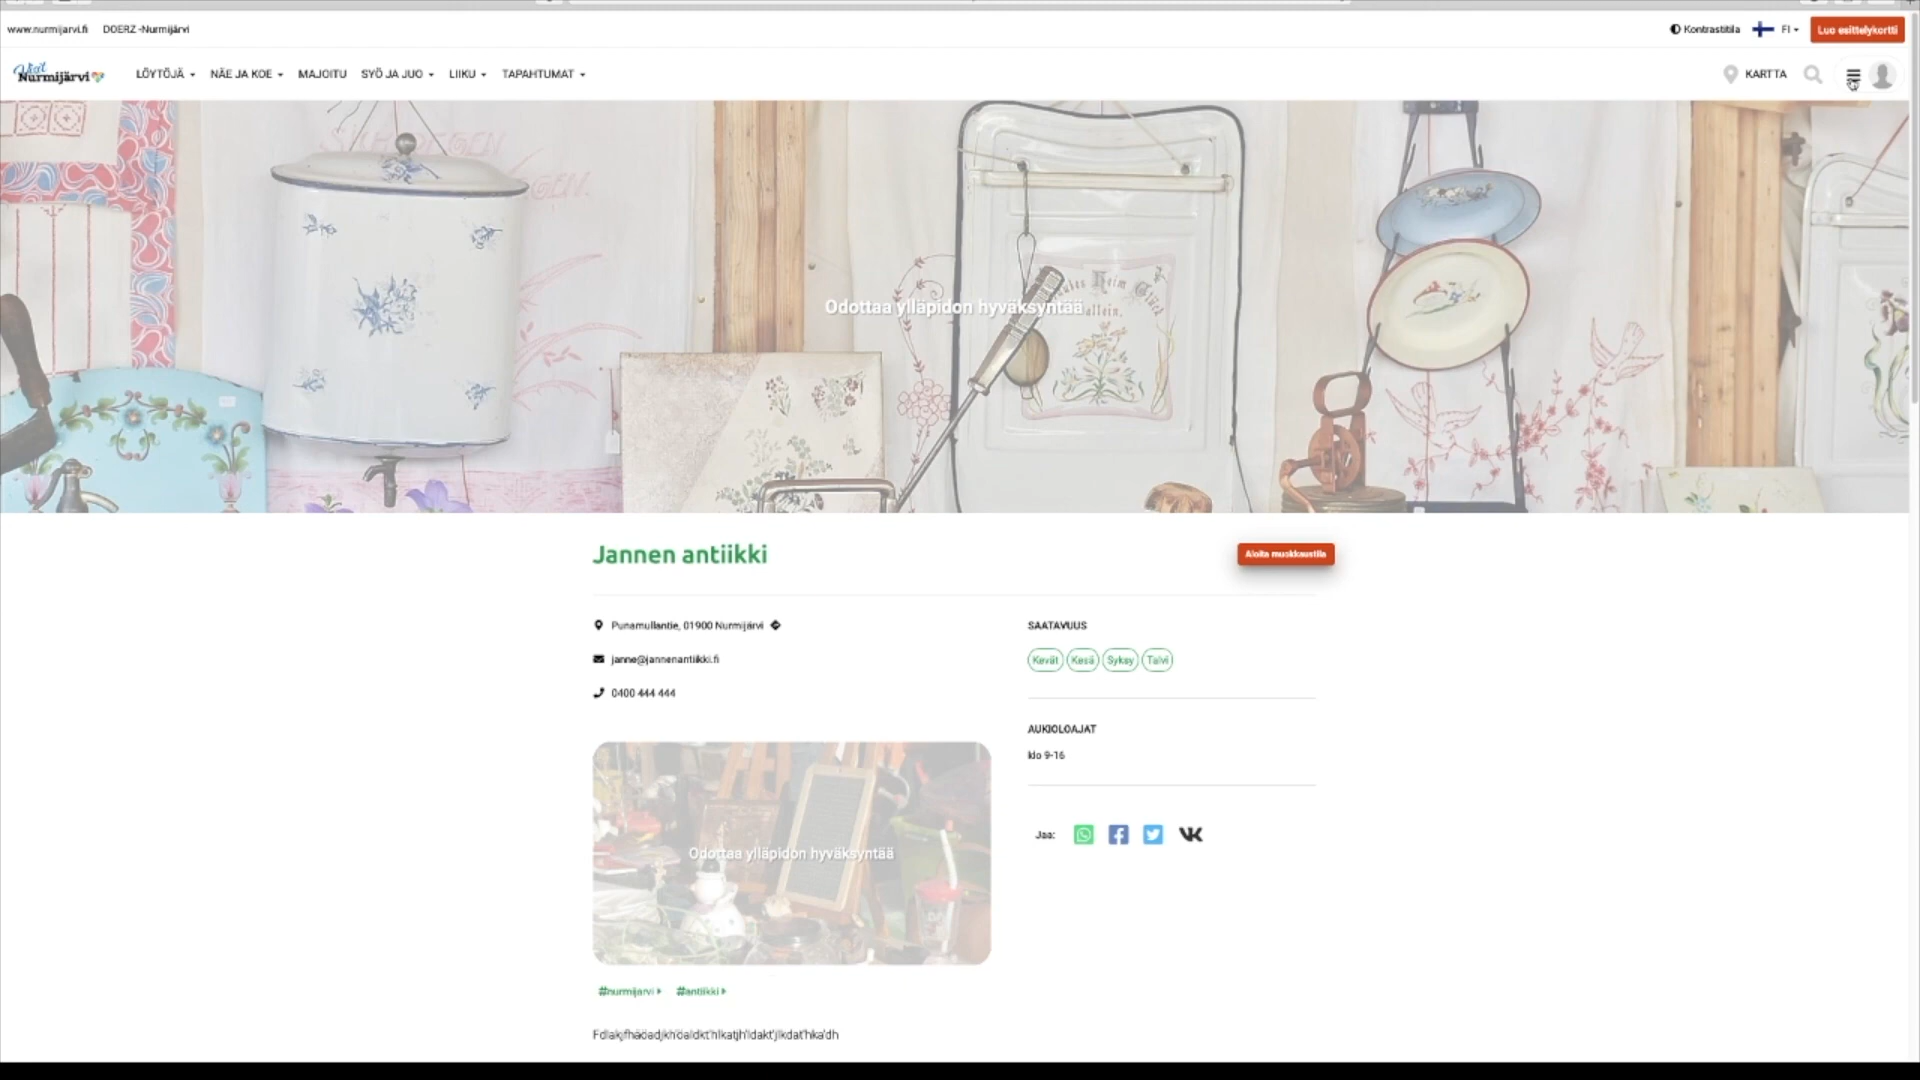 www.nurmijarvi.fi DOERZ -Nurmijärvi Kontrastitila FI Luo esittelykortti
Visit Nurmijärvi LÖYTÖJÄ NÄE JA KOE MAJOITU SYÖ JA JUO LIIKU TAPAHTUMAT KARTTA
Odottaa ylläpidon hyväksyntää
Jannen antiikki
Aloita muokkaustila
Punamullantie, 01900 Nurmijärvi
janne@jannenantiikki.fi
0400 444 444
SAATAVUUS
Kevät Kesä Syksy Talvi
AUKIOLOAJAT
klo 9-16
Jaa:
Odottaa ylläpidon hyväksyntää
#nurmijarvi #antiikki